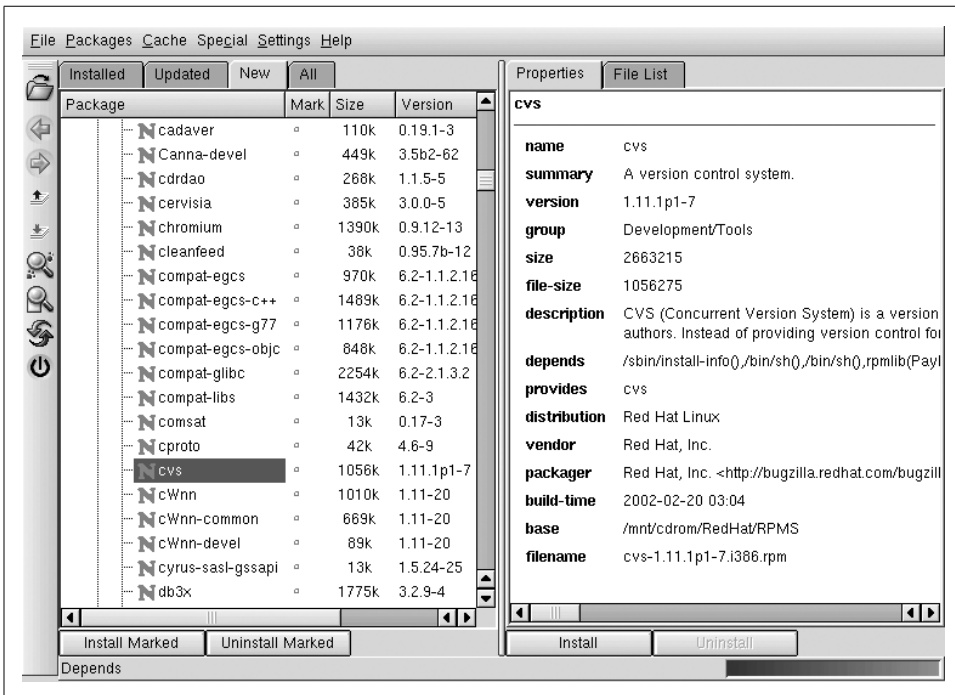 File Packages Cache Special Settings Help
Installed Updated New All
Package Mark Size Version
cadaver 110k 0.19.1-3
Canna-devel 449k 3.5b2-62
cdrdao 268k 1.1.5-5
cervisia 385k 3.0.0-5
chromium 1390k 0.9.12-13
cleanfeed 38k 0.95.7b-12
compat-egcs 970k 6.2-1.1.2.16
compat-egcs-c++ 1489k 6.2-1.1.2.16
compat-egcs-g77 1176k 6.2-1.1.2.16
compat-egcs-objc 848k 6.2-1.1.2.16
compat-glibc 2254k 6.2-2.1.3.2
compat-libs 1432k 6.2-3
comsat 13k 0.17-3
cproto 42k 4.6-9
cvs 1056k 1.11.1p1-7
cWnn 1010k 1.11-20
cWnn-common 669k 1.11-20
cWnn-devel 89k 1.11-20
cyrus-sasl-gssapi 13k 1.5.24-25
db3x 1775k 3.2.9-4
Install Marked Uninstall Marked
Properties File List
cvs
name cvs
summary A version control system.
version 1.11.1p1-7
group Development/Tools
size 2663215
file-size 1056275
description CVS (Concurrent Version System) is a version
authors. Instead of providing version control for
depends /sbin/install-info(),/bin/sh(),/bin/sh(),rpmlib(Payl
provides cvs
distribution Red Hat Linux
vendor Red Hat, Inc.
packager Red Hat, Inc. <http://bugzilla.redhat.com/bugzill
build-time 2002-02-20 03:04
base /mnt/cdrom/RedHat/RPMS
filename cvs-1.11.1p1-7.i386.rpm
Install Uninstall
Depends